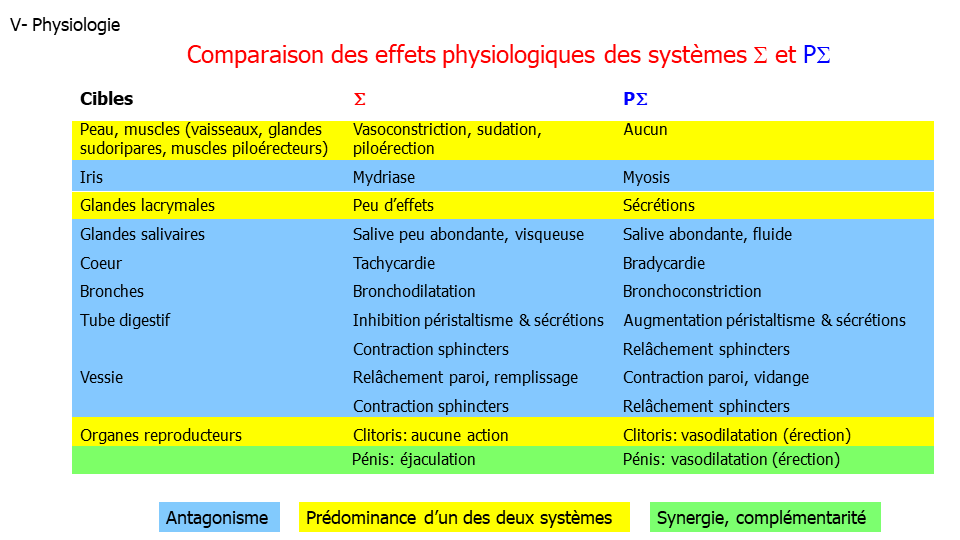 V- Physiologie
Comparaison des effets physiologiques des systèmes Σ et PΣ
Cibles Σ PΣ
Peau, muscles (vaisseaux, glandes sudoripares, muscles piloérecteurs) Vasoconstriction, sudation, piloérection Aucun
Iris Mydriase Myosis
Glandes lacrymales Peu d’effets Sécrétions
Glandes salivaires Salive peu abondante, visqueuse Salive abondante, fluide
Coeur Tachycardie Bradycardie
Bronches Bronchodilatation Bronchoconstriction
Tube digestif Inhibition péristaltisme & sécrétions Augmentation péristaltisme & sécrétions
Contraction sphincters Relâchement sphincters
Vessie Relâchement paroi, remplissage Contraction paroi, vidange
Contraction sphincters Relâchement sphincters
Organes reproducteurs Clitoris: aucune action Clitoris: vasodilatation (érection)
Pénis: éjaculation Pénis: vasodilatation (érection)
Antagonisme Prédominance d’un des deux systèmes Synergie, complémentarité